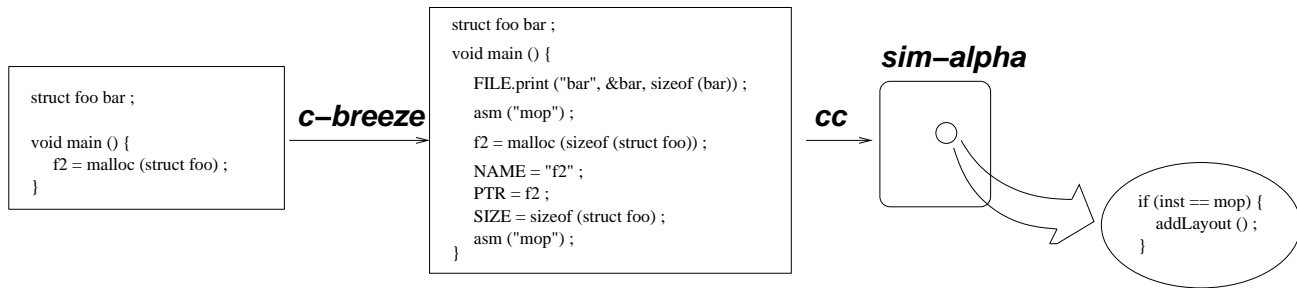 struct foo bar ;
void main () {
f2 = malloc (struct foo) ;
}
c−breeze
struct foo bar ;
void main () {
FILE.print ("bar", &bar, sizeof (bar)) ;
asm ("mop") ;
f2 = malloc (sizeof (struct foo)) ;
NAME = "f2" ;
PTR = f2 ;
SIZE = sizeof (struct foo) ;
asm ("mop") ;
}
cc
sim−alpha
if (inst == mop) {
addLayout () ;
}